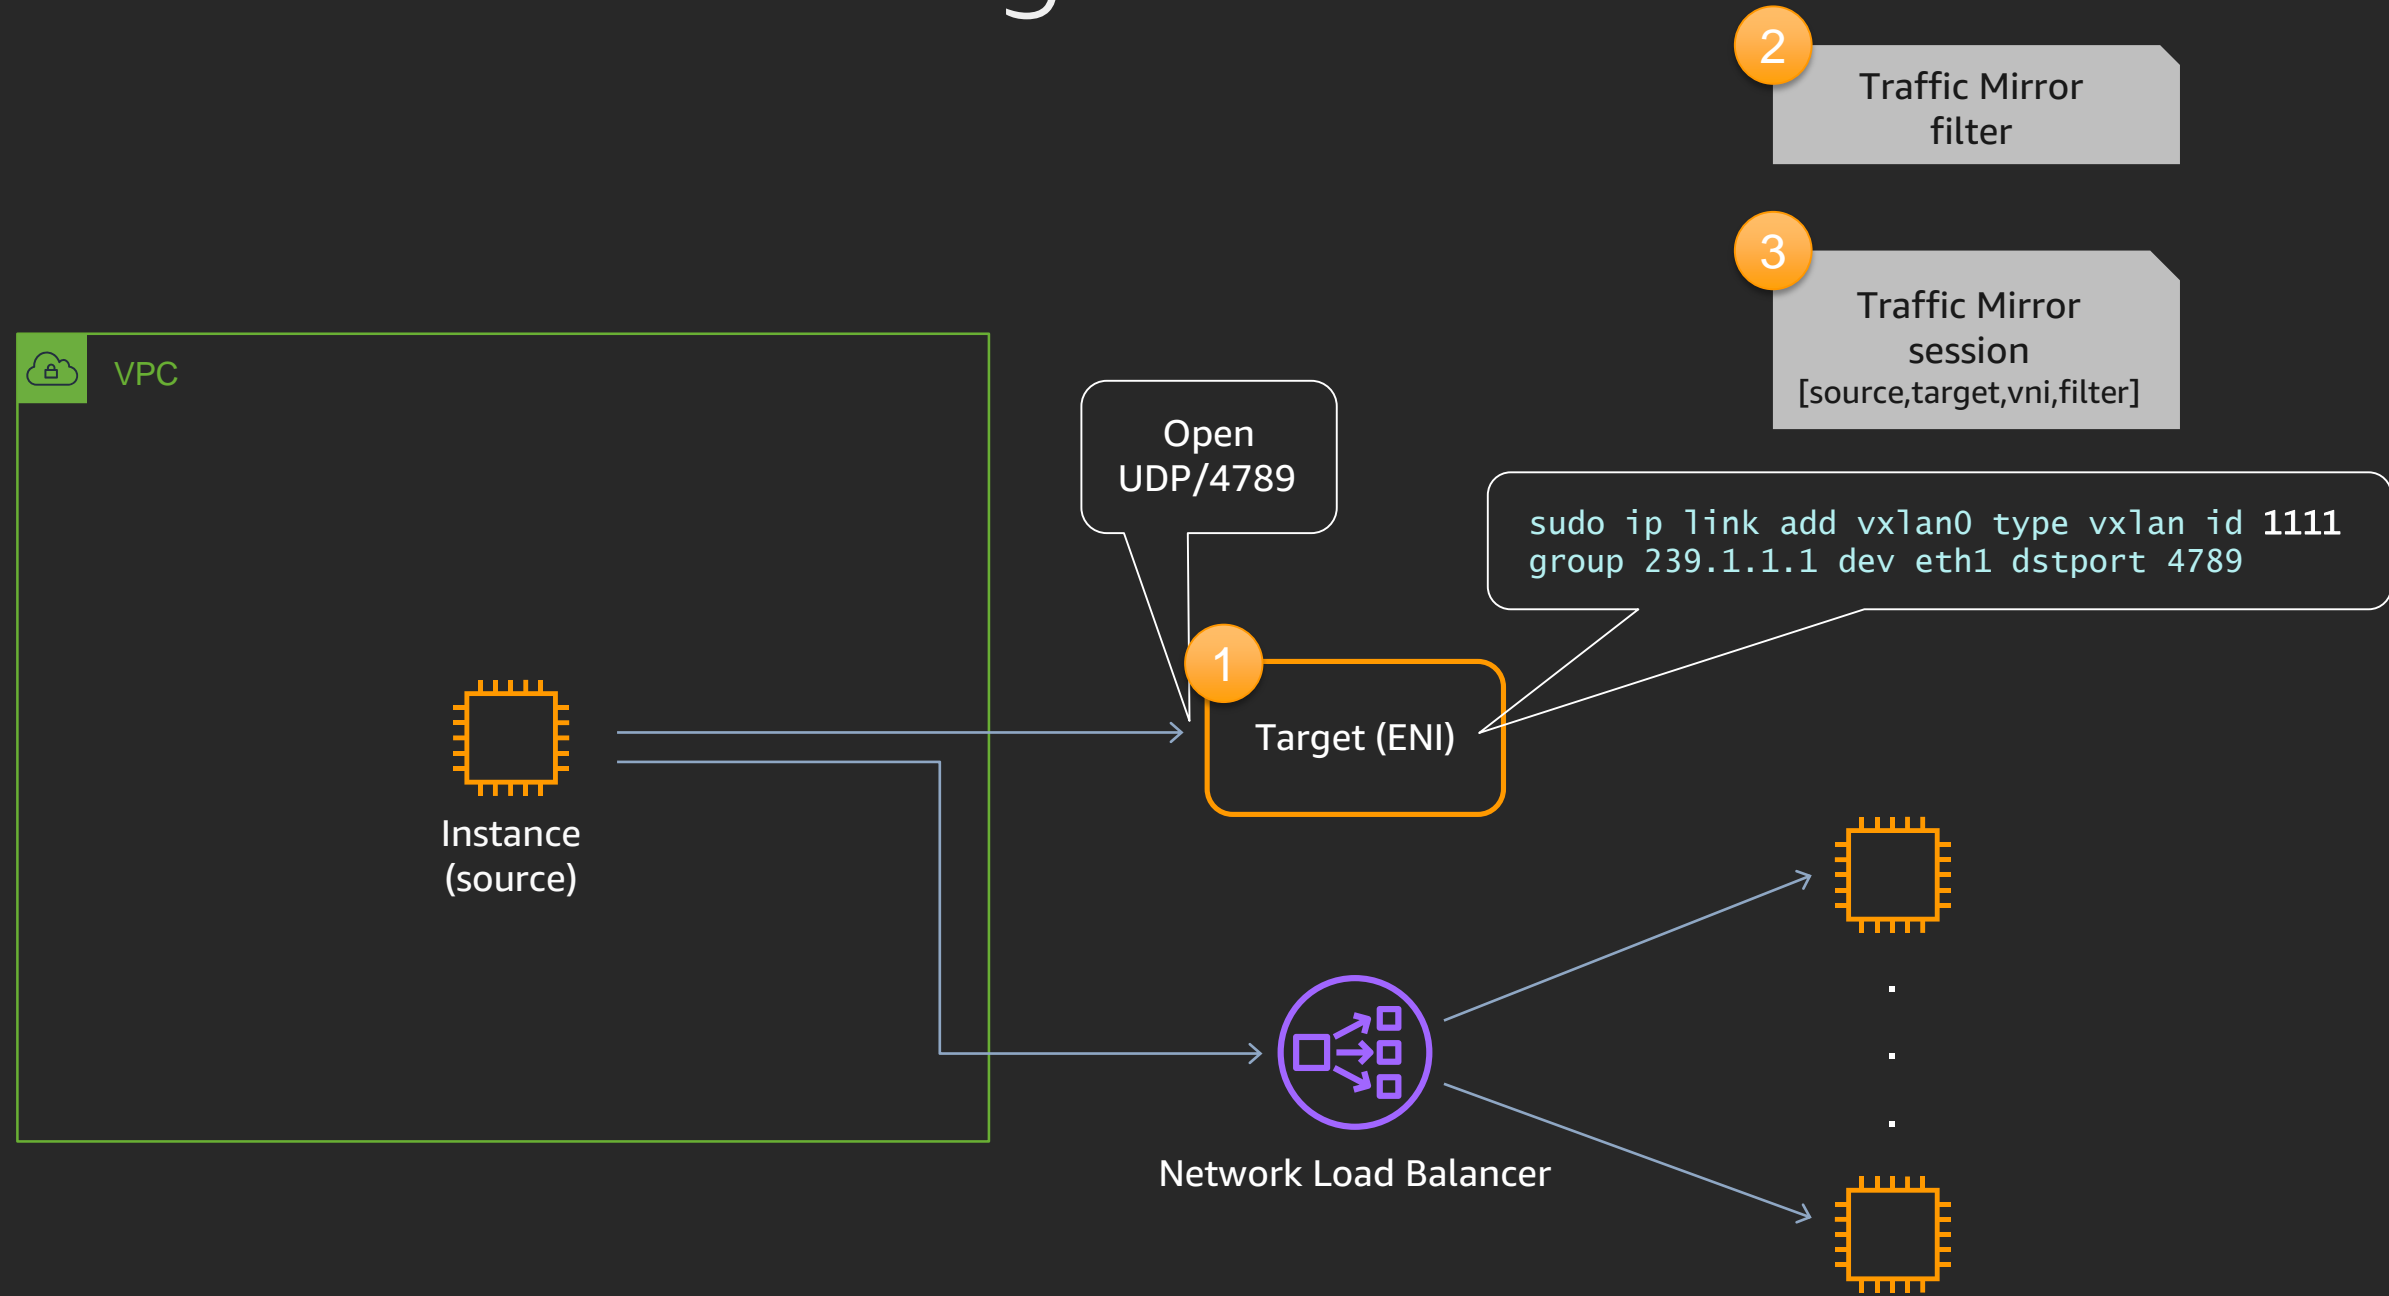 2
Traffic Mirror
filter
3
Traffic Mirror
session
[source,target,vni,filter]
VPC
Open
UDP/4789
sudo ip link add vxlan0 type vxlan id 1111
group 239.1.1.1 dev eth1 dstport 4789
1
Target (ENI)
Instance
(source)
Network Load Balancer